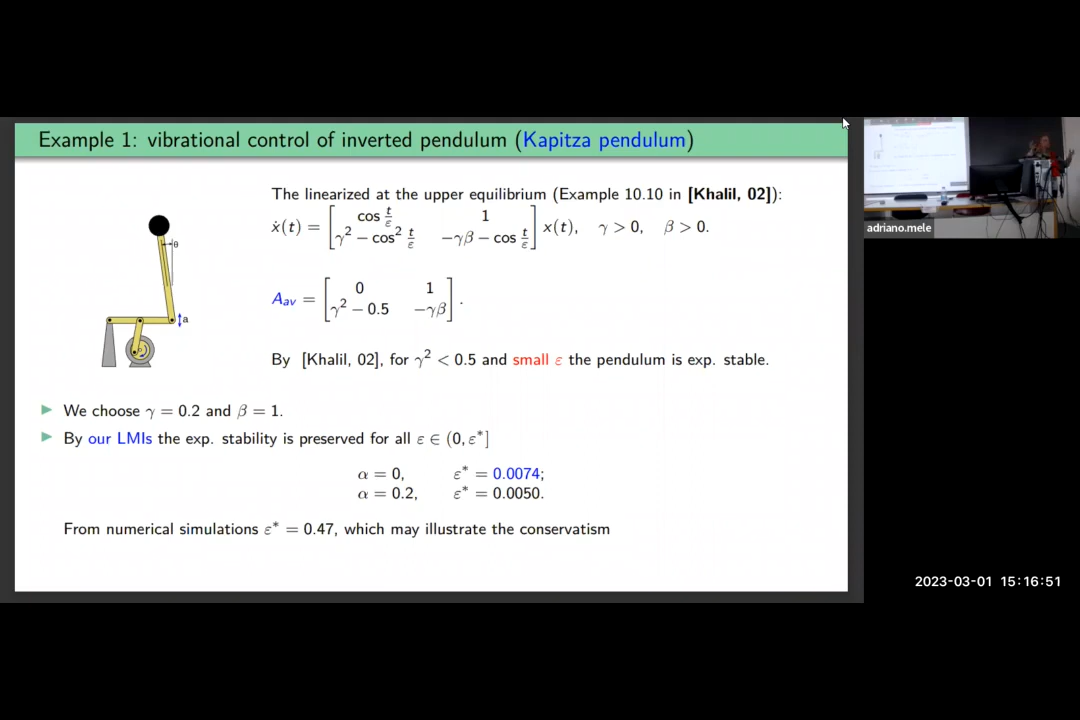 Example 1: vibrational control of inverted pendulum (Kapitza pendulum)
The linearized at the upper equilibrium (Example 10.10 in [Khalil, 02]):
ẋ(t) = [ cos t/ε 1 ; γ² − cos² t/ε −γβ − cos t/ε ] x(t), γ > 0, β > 0.
θ
A_av = [ 0 1 ; γ² − 0.5 −γβ ] .
a
By [Khalil, 02], for γ² < 0.5 and small ε the pendulum is exp. stable.
We choose γ = 0.2 and β = 1.
By our LMIs the exp. stability is preserved for all ε ∈ (0, ε*]
α = 0, ε* = 0.0074;
α = 0.2, ε* = 0.0050.
From numerical simulations ε* = 0.47, which may illustrate the conservatism
adriano.mele
2023-03-01 15:16:51